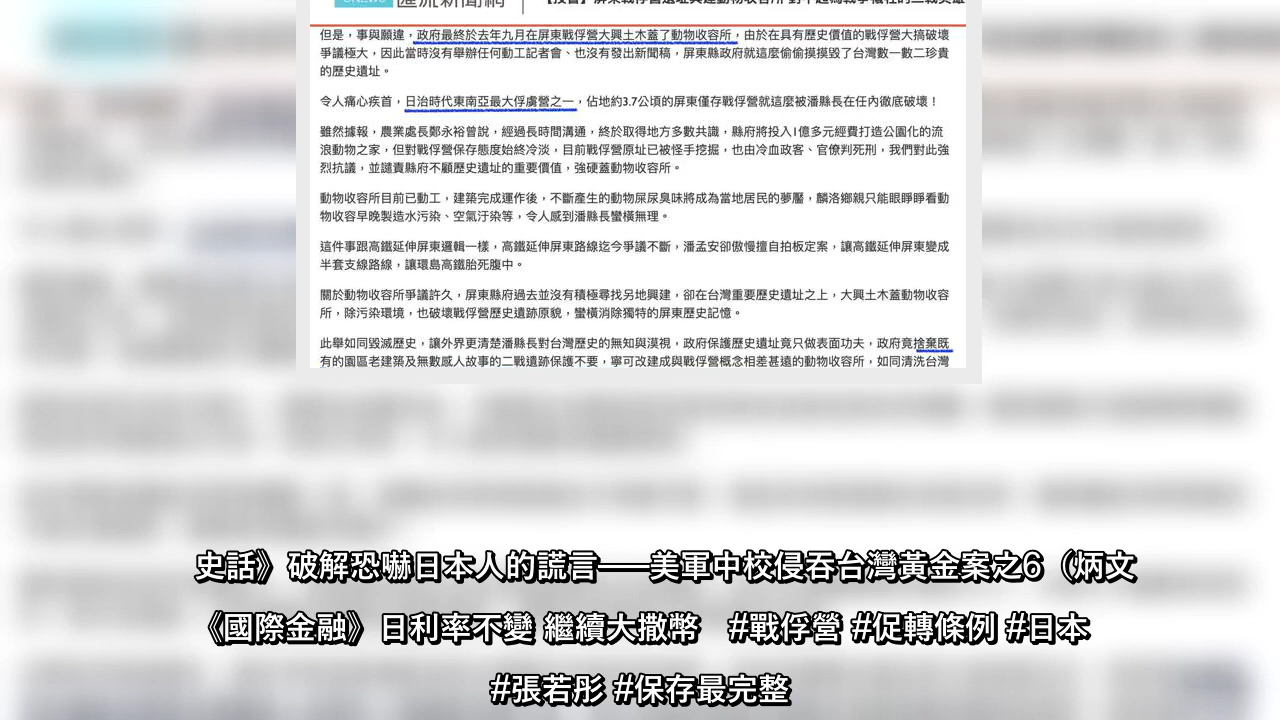 但是，事與願違，政府最終於去年九月在屏東戰俘營大興土木蓋了動物收容所，由於在具有歷史價值的戰俘營大搞破壞
爭議極大，因此當時沒有舉辦任何動工記者會、也沒有發出新聞稿，屏東縣政府就這麼偷偷摸摸毀了台灣數一數二珍貴
的歷史遺址。
令人痛心疾首，日治時代東南亞最大俘虜營之一，佔地約3.7公頃的屏東僅存戰俘營就這麼被潘縣長在任內徹底破壞！
雖然據報，農業處長鄭永裕曾說，經過長時間溝通，終於取得地方多數共識，縣府將投入1億多元經費打造公園化的流
浪動物之家，但對戰俘營保存態度始終冷淡，目前戰俘營原址已被怪手挖掘，也由冷血政客、官僚判死刑，我們對此強
烈抗議，並譴責縣府不顧歷史遺址的重要價值，強硬蓋動物收容所。
動物收容所目前已動工，建築完成運作後，不斷產生的動物屎尿臭味將成為當地居民的夢魘，麟洛鄉親只能眼睜睜看動
物收容早晚製造水污染、空氣汙染等，令人感到潘縣長蠻橫無理。
這件事跟高鐵延伸屏東邏輯一樣，高鐵延伸屏東路線迄今爭議不斷，潘孟安卻傲慢擅自拍板定案，讓高鐵延伸屏東變成
半套支線路線，讓環島高鐵胎死腹中。
關於動物收容所爭議許久，屏東縣府過去並沒有積極尋找另地興建，卻在台灣重要歷史遺址之上，大興土木蓋動物收容
所，除污染環境，也破壞戰俘營歷史遺跡原貌，蠻橫消除獨特的屏東歷史記憶。
此舉如同毀滅歷史，讓外界更清楚潘縣長對台灣歷史的無知與漠視，政府保護歷史遺址竟只做表面功夫，政府竟捨棄既
有的園區老建築及無數感人故事的二戰遺跡保護不要，寧可改建成與戰俘營概念相差甚遠的動物收容所，如同清洗台灣
史話》破解恐嚇日本人的謊言——美軍中校侵吞台灣黃金案之6（炳文
《國際金融》日利率不變 繼續大撒幣 #戰俘營 #促轉條例 #日本
#張若彤 #保存最完整